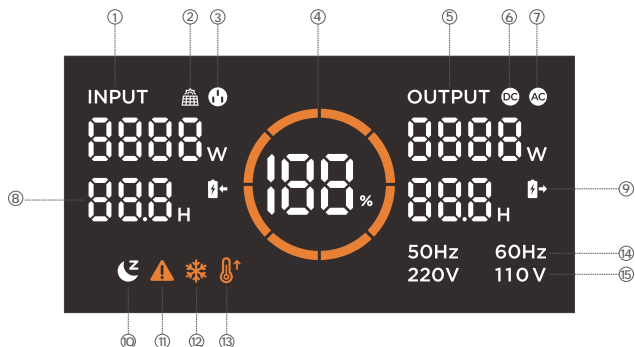 ① ② ③ ④ ⑤ ⑥ ⑦
INPUT OUTPUT DC AC
8888 W 8888 W
188 %
⑧ 88.8 H 88.8 H ⑨
50Hz 60Hz ⑭
220V 110V ⑮
Z
⑩ ⑪ ⑫ ⑬